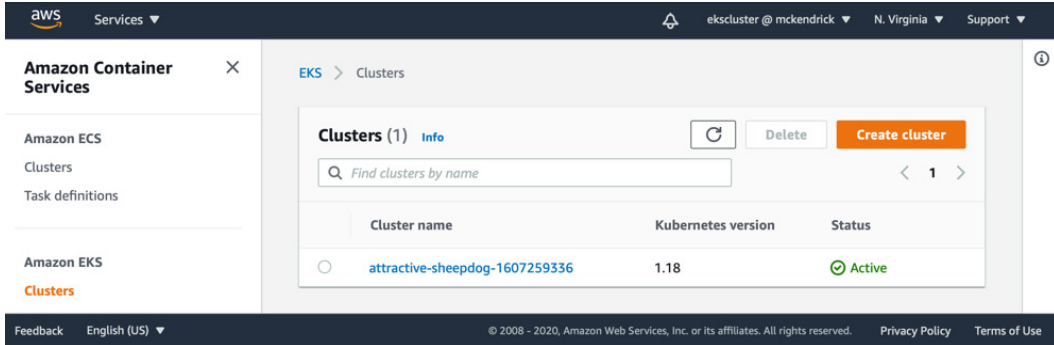 aws
Services ▼
ekscluster @ mckendrick ▼
N. Virginia ▼
Support ▼
Amazon Container
Services
Amazon ECS
Clusters
Task definitions
Amazon EKS
Clusters
EKS > Clusters
Clusters (1) Info
Delete
Create cluster
Find clusters by name
< 1 >
Cluster name Kubernetes version Status
attractive-sheepdog-1607259336 1.18 Active
Feedback English (US) ▼ © 2008 - 2020, Amazon Web Services, Inc. or its affiliates. All rights reserved. Privacy Policy Terms of Use